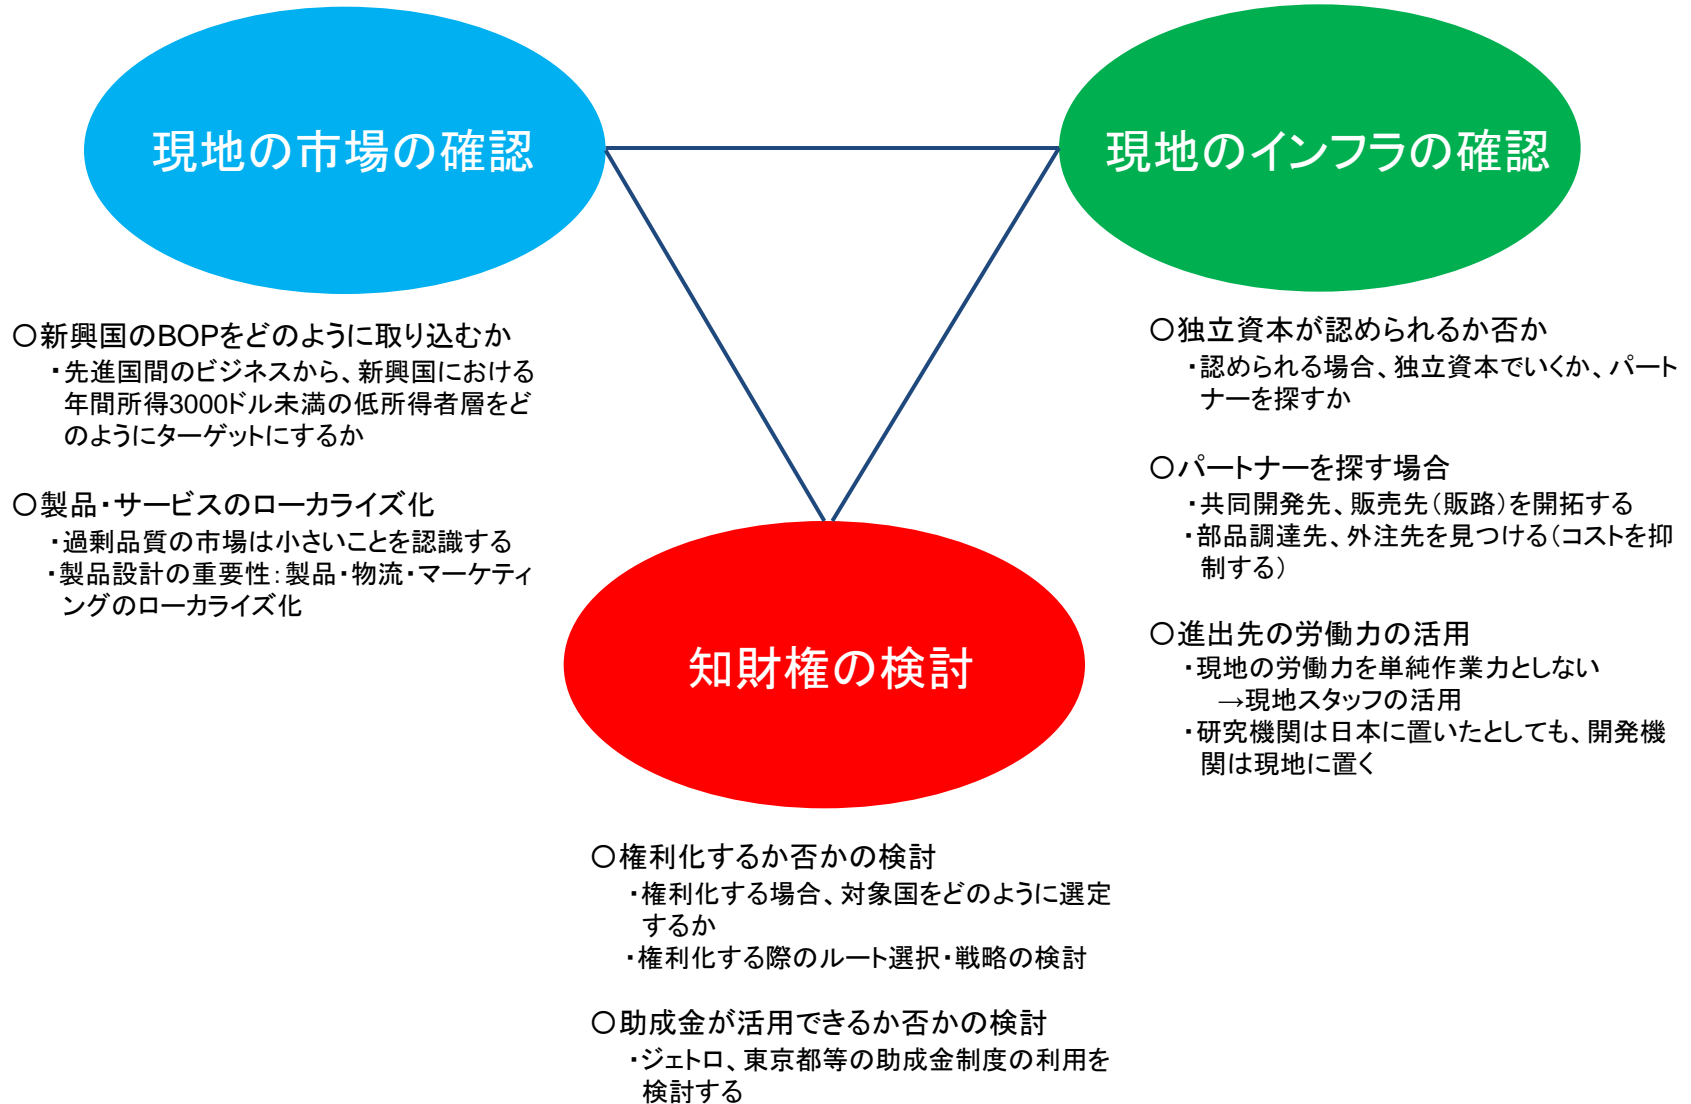 現地の市場の確認
現地のインフラの確認
〇新興国のBOPをどのように取り込むか
・先進国間のビジネスから、新興国における
年間所得3000ドル未満の低所得者層をど
のようにターゲットにするか
〇製品・サービスのローカライズ化
・過剰品質の市場は小さいことを認識する
・製品設計の重要性:製品・物流・マーケティ
ングのローカライズ化
〇独立資本が認められるか否か
・認められる場合、独立資本でいくか、パート
ナーを探すか
〇パートナーを探す場合
・共同開発先、販売先(販路)を開拓する
・部品調達先、外注先を見つける(コストを抑
制する)
〇進出先の労働力の活用
・現地の労働力を単純作業力としない
→現地スタッフの活用
・研究機関は日本に置いたとしても、開発機
関は現地に置く
知財権の検討
〇権利化するか否かの検討
・権利化する場合、対象国をどのように選定
するか
・権利化する際のルート選択・戦略の検討
〇助成金が活用できるか否かの検討
・ジェトロ、東京都等の助成金制度の利用を
検討する